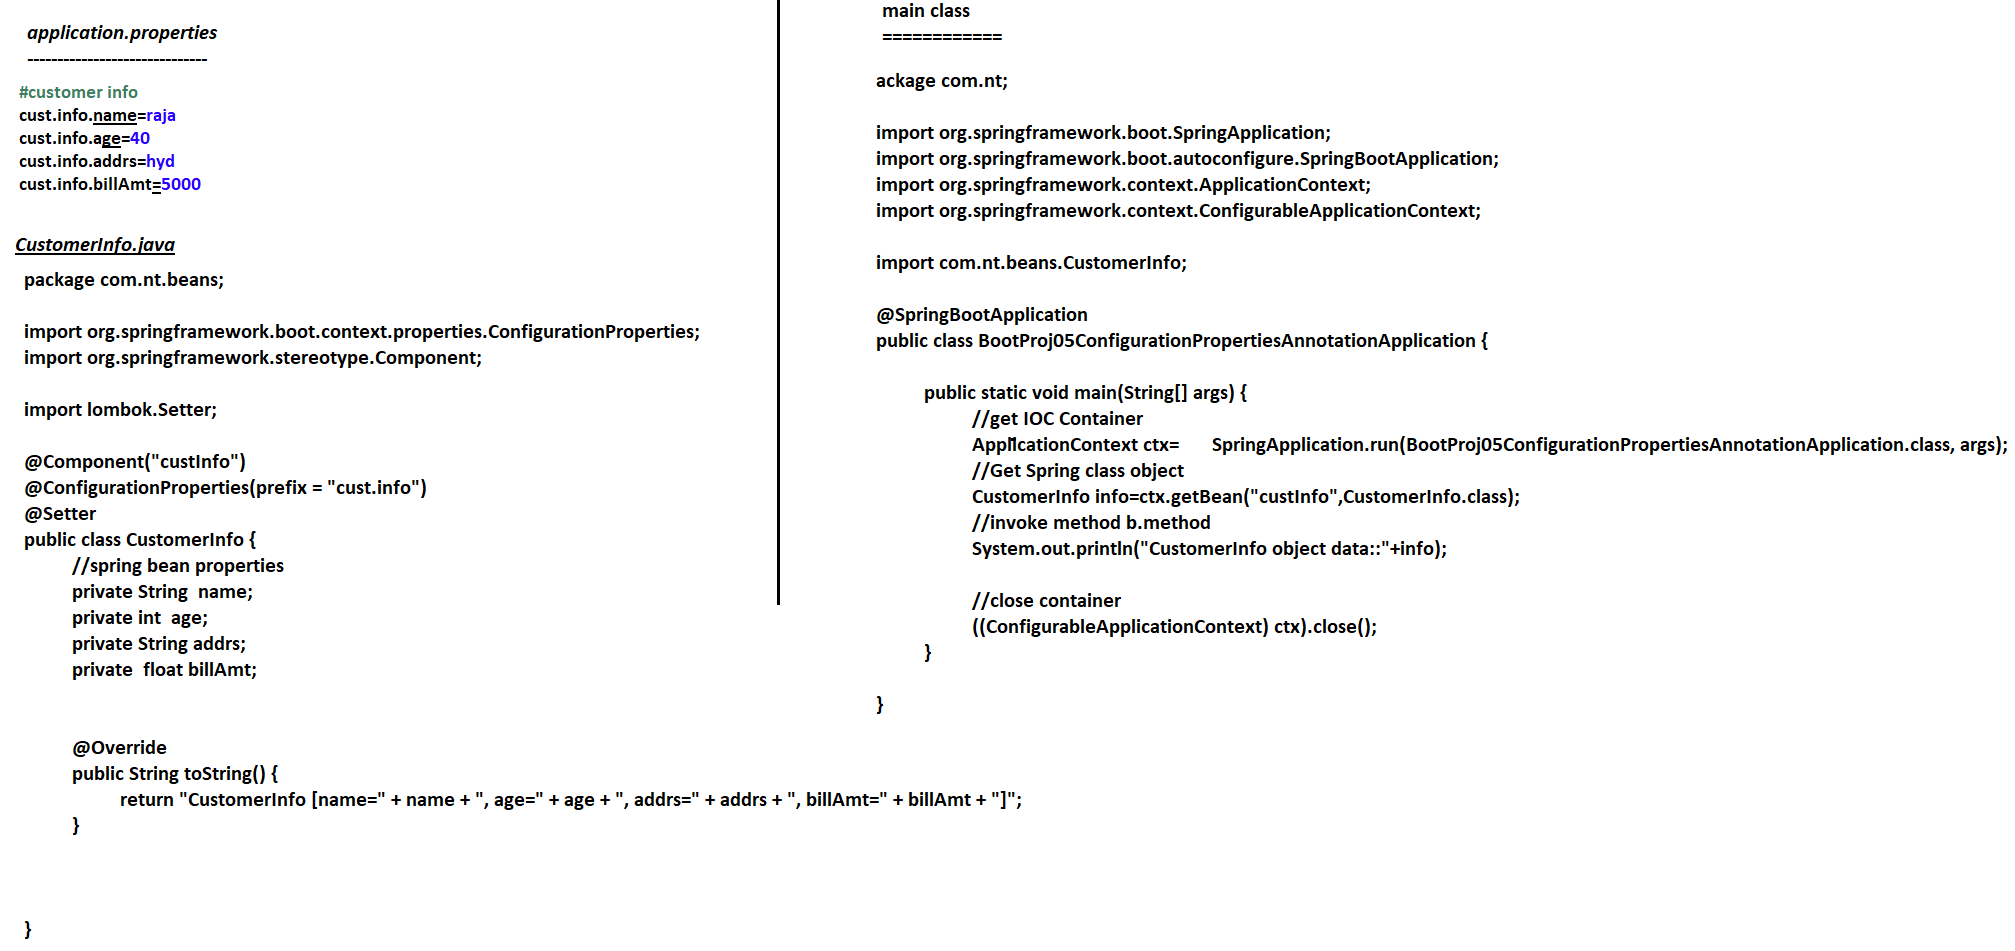 application.properties
------------------------------
#customer info
cust.info.name=raja
cust.info.age=40
cust.info.addrs=hyd
cust.info.billAmt=5000
CustomerInfo.java
package com.nt.beans;
import org.springframework.boot.context.properties.ConfigurationProperties;
import org.springframework.stereotype.Component;
import lombok.Setter;
@Component("custInfo")
@ConfigurationProperties(prefix = "cust.info")
@Setter
public class CustomerInfo {
//spring bean properties
private String  name;
private int  age;
private String addrs;
private  float billAmt;
@Override
public String toString() {
return "CustomerInfo [name=" + name + ", age=" + age + ", addrs=" + addrs + ", billAmt=" + billAmt + "]";
}
}
main class
============
ackage com.nt;
import org.springframework.boot.SpringApplication;
import org.springframework.boot.autoconfigure.SpringBootApplication;
import org.springframework.context.ApplicationContext;
import org.springframework.context.ConfigurableApplicationContext;
import com.nt.beans.CustomerInfo;
@SpringBootApplication
public class BootProj05ConfigurationPropertiesAnnotationApplication {
public static void main(String[] args) {
//get IOC Container
ApplicationContext ctx=      SpringApplication.run(BootProj05ConfigurationPropertiesAnnotationApplication.class, args);
//Get Spring class object
CustomerInfo info=ctx.getBean("custInfo",CustomerInfo.class);
//invoke method b.method
System.out.println("CustomerInfo object data::"+info);
//close container
((ConfigurableApplicationContext) ctx).close();
}
}